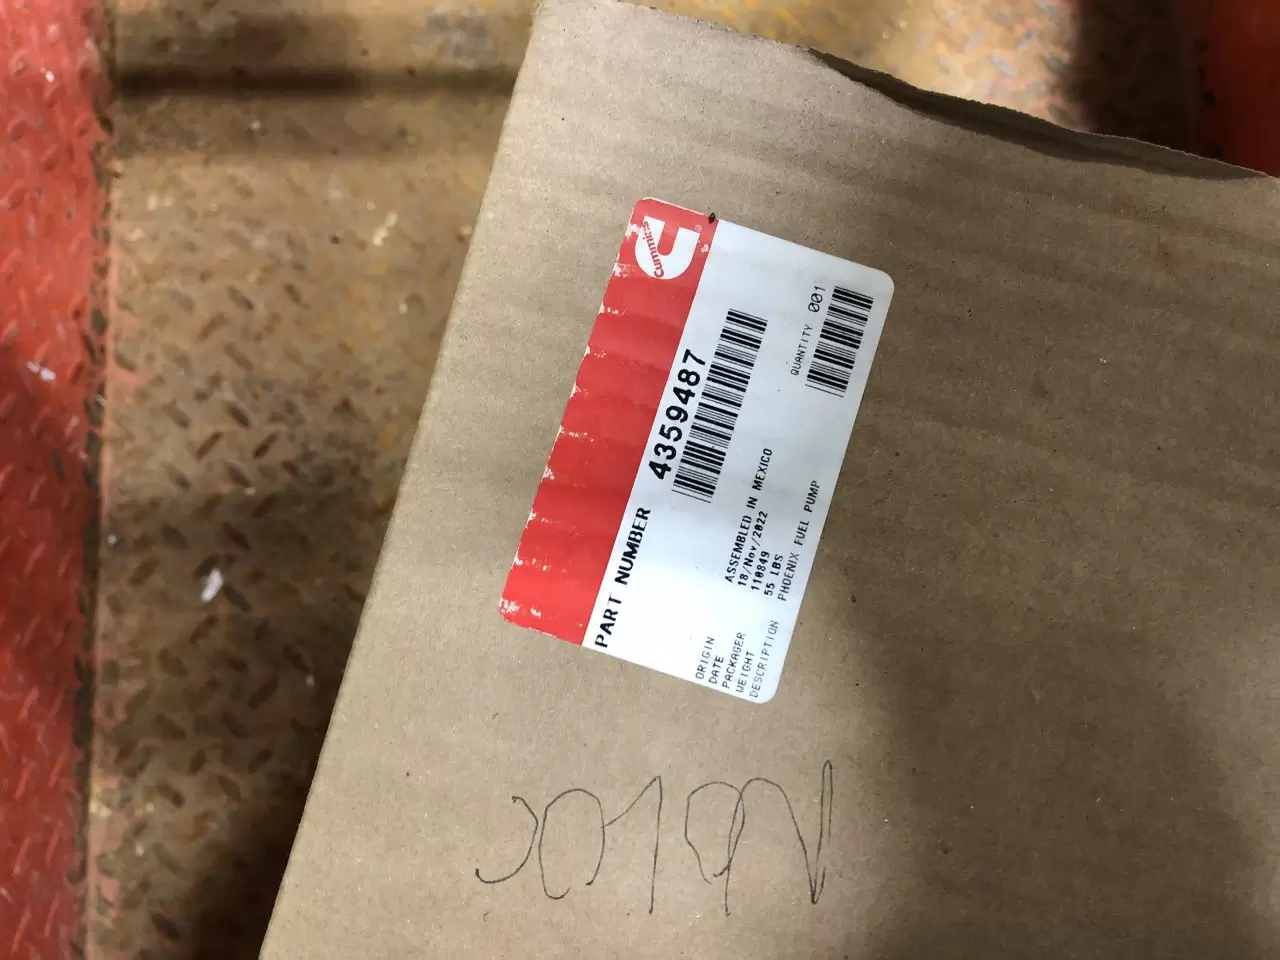 cummins®
PART NUMBER 4359487
QUANTITY 001
ORIGIN ASSEMBLED IN MEXICO
DATE 18/Nov/2022
PACKAGER 110849
WEIGHT 55 LBS
DESCRIPTION PHOENIX FUEL PUMP